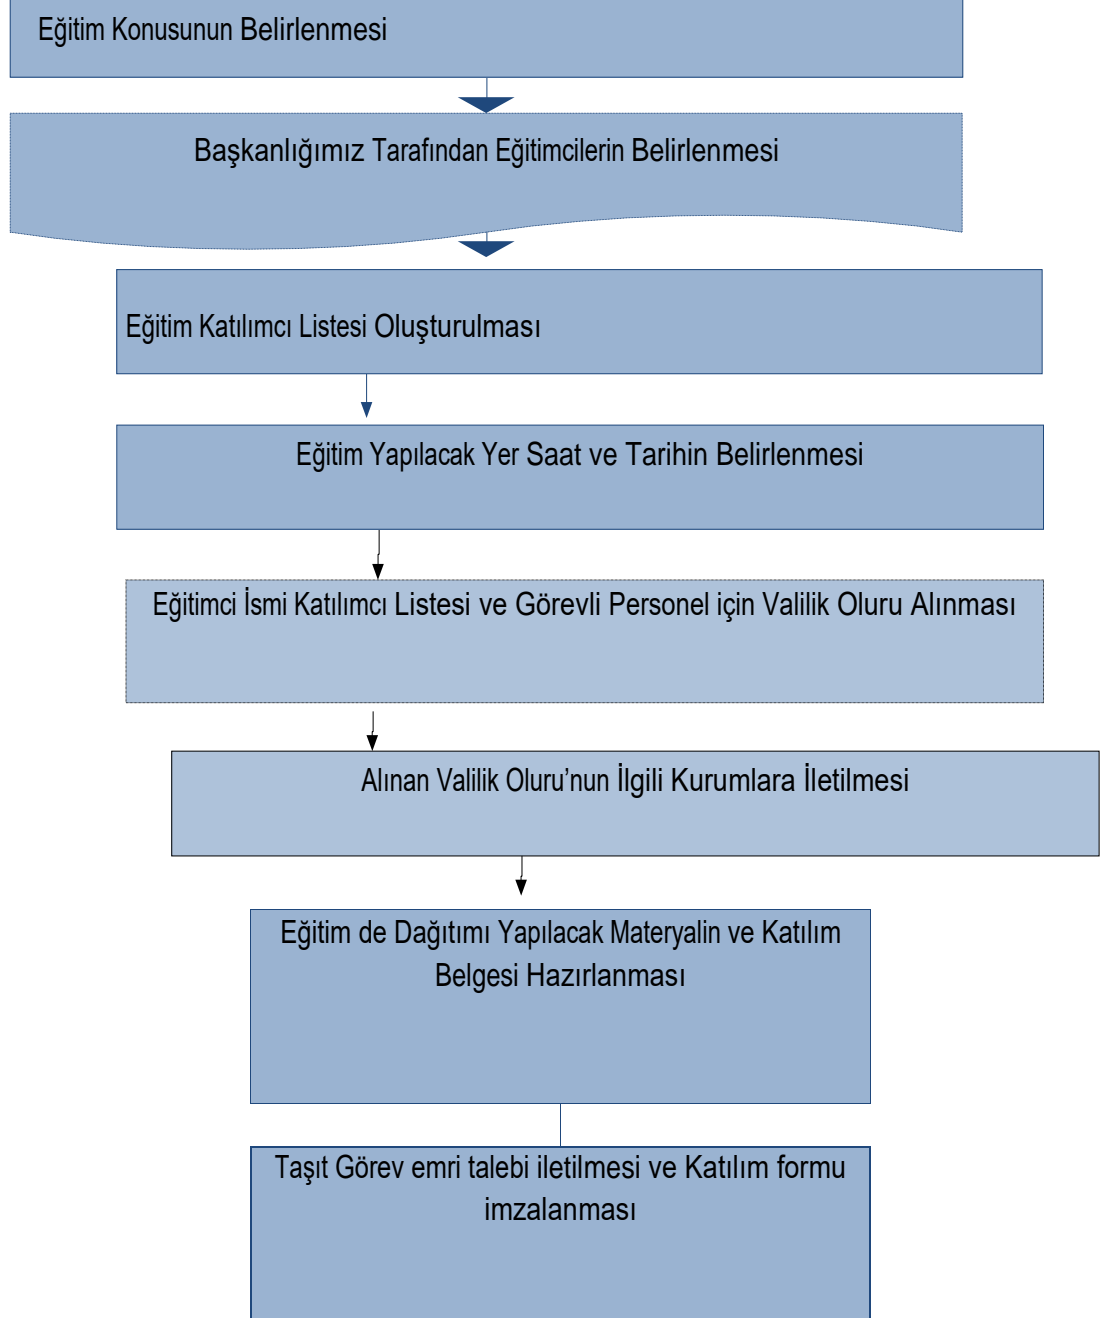 Eğitim Konusunun Belirlenmesi
Başkanlığımız Tarafından Eğitimcilerin Belirlenmesi
Eğitim Katılımcı Listesi Oluşturulması
Eğitim Yapılacak Yer Saat ve Tarihin Belirlenmesi
Eğitimci İsmi Katılımcı Listesi ve Görevli Personel için Valilik Oluru Alınması
Alınan Valilik Oluru’nun İlgili Kurumlara İletilmesi
Eğitim de Dağıtımı Yapılacak Materyalin ve Katılım
Belgesi Hazırlanması
Taşıt Görev emri talebi iletilmesi ve Katılım formu
imzalanması